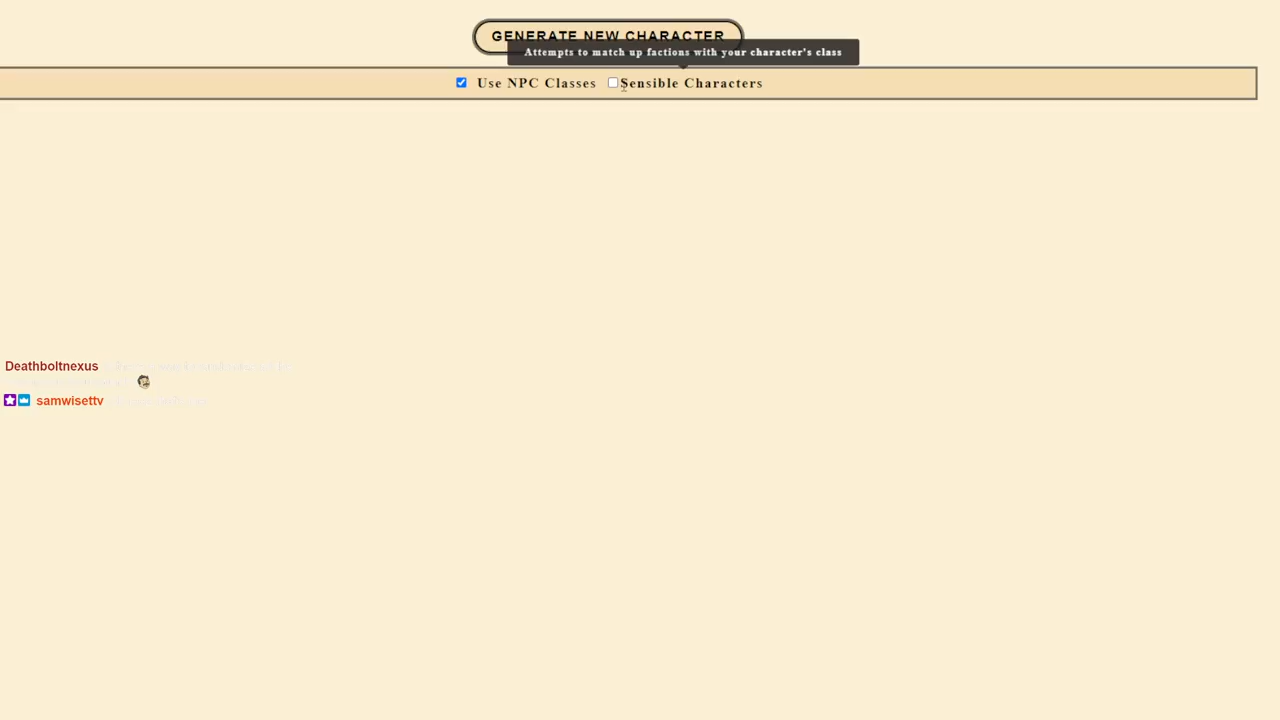 GENERATE NEW CHARACTER
Attempts to match up factions with your character's class
Use NPC Classes Sensible Characters
Deathboltnexus
samwisettv